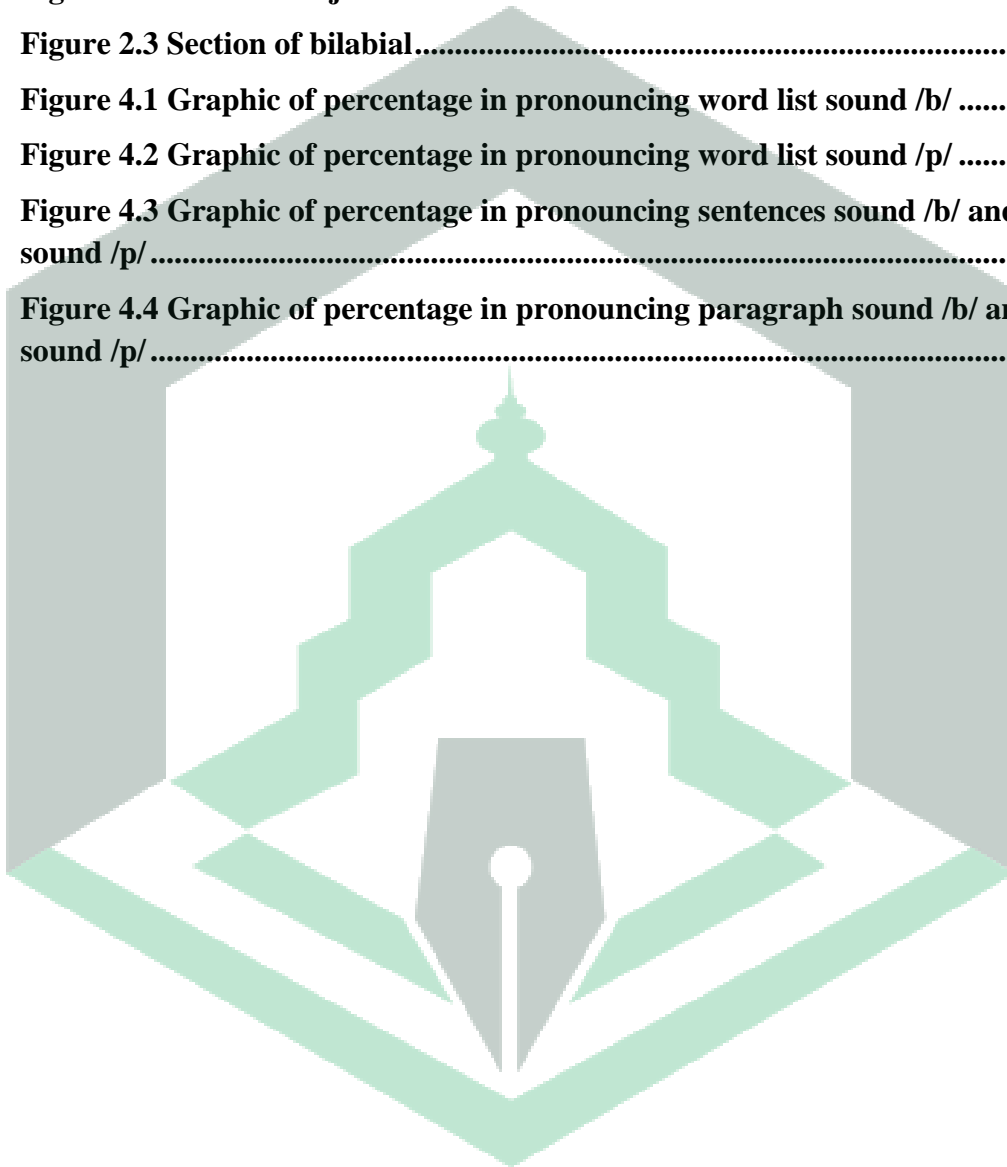 Figure 2.3 Section of bilabial........................................................................
Figure 4.1 Graphic of percentage in pronouncing word list sound /b/ .......
Figure 4.2 Graphic of percentage in pronouncing word list sound /p/ .......
Figure 4.3 Graphic of percentage in pronouncing sentences sound /b/ and
sound /p/..........................................................................................................
Figure 4.4 Graphic of percentage in pronouncing paragraph sound /b/
sound /p/..........................................................................................................